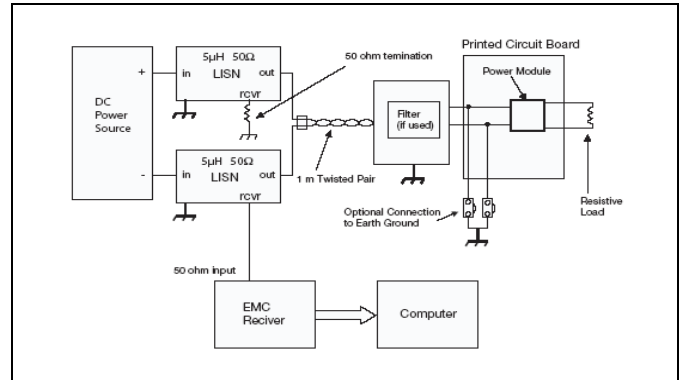 Printed Circuit Board
5µH 50Ω
50 ohm temination
Power Module
+
in
out
LISN
rcvr
DC
Power
Source
Filter
(if used)
5µH 50Ω
-
in
out
LISN
rcvr
1 m Twisted Pair
Optional Connection
to Earth Ground
Resistive
Load
50 ohm input
EMC
Reciver
Computer